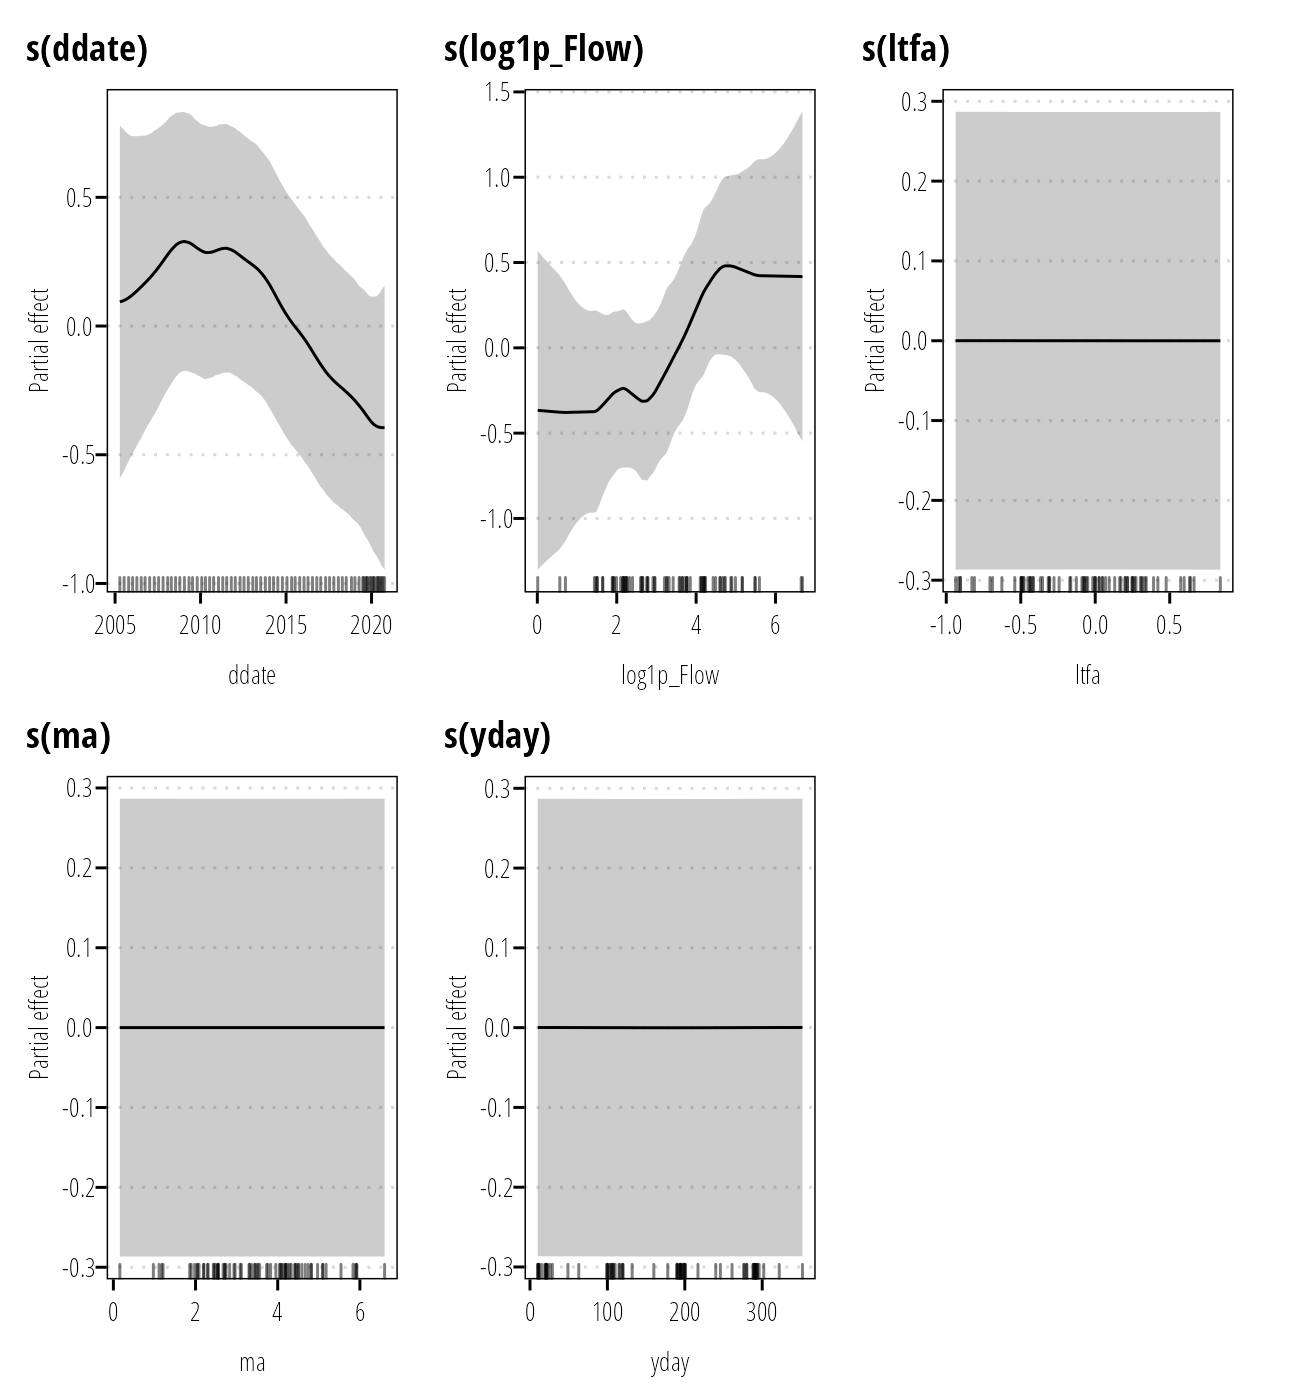 s(ddate)
Partial effect
0.5
0.0
-0.5
-1.0
2005 2010 2015 2020
ddate
s(log1p_Flow)
Partial effect
1.5
1.0
0.5
0.0
-0.5
-1.0
0 2 4 6
log1p_Flow
s(ltfa)
Partial effect
0.3
0.2
0.1
0.0
-0.1
-0.2
-0.3
-1.0 -0.5 0.0 0.5
ltfa
s(ma)
Partial effect
0.3
0.2
0.1
0.0
-0.1
-0.2
-0.3
0 2 4 6
ma
s(yday)
Partial effect
0.3
0.2
0.1
0.0
-0.1
-0.2
-0.3
0 100 200 300
yday